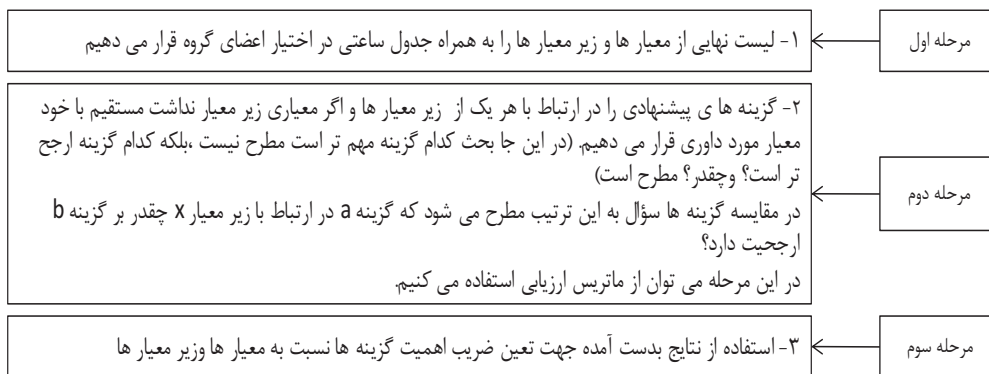 مرحله اول
۱- لیست نهایی از معیار ها و زیر معیار ها را به همراه جدول ساعتی در اختیار اعضای گروه قرار می دهیم
مرحله دوم
۲- گزینه ها ی پیشنهادی را در ارتباط با هر یک از زیر معیار ها و اگر معیاری زیر معیار نداشت مستقیم با خود
معیار مورد داوری قرار می دهیم. (در این جا بحث کدام گزینه مهم تر است مطرح نیست ،بلکه کدام گزینه ارجح
تر است؟ وچقدر؟ مطرح است)
در مقایسه گزینه ها سؤال به این ترتیب مطرح می شود که گزینه a در ارتباط با زیر معیار x چقدر بر گزینه b
ارجحیت دارد؟
در این مرحله می توان از ماتریس ارزیابی استفاده می کنیم.
مرحله سوم
۳- استفاده از نتایج بدست آمده جهت تعین ضریب اهمیت گزینه ها نسبت به معیار ها وزیر معیار ها